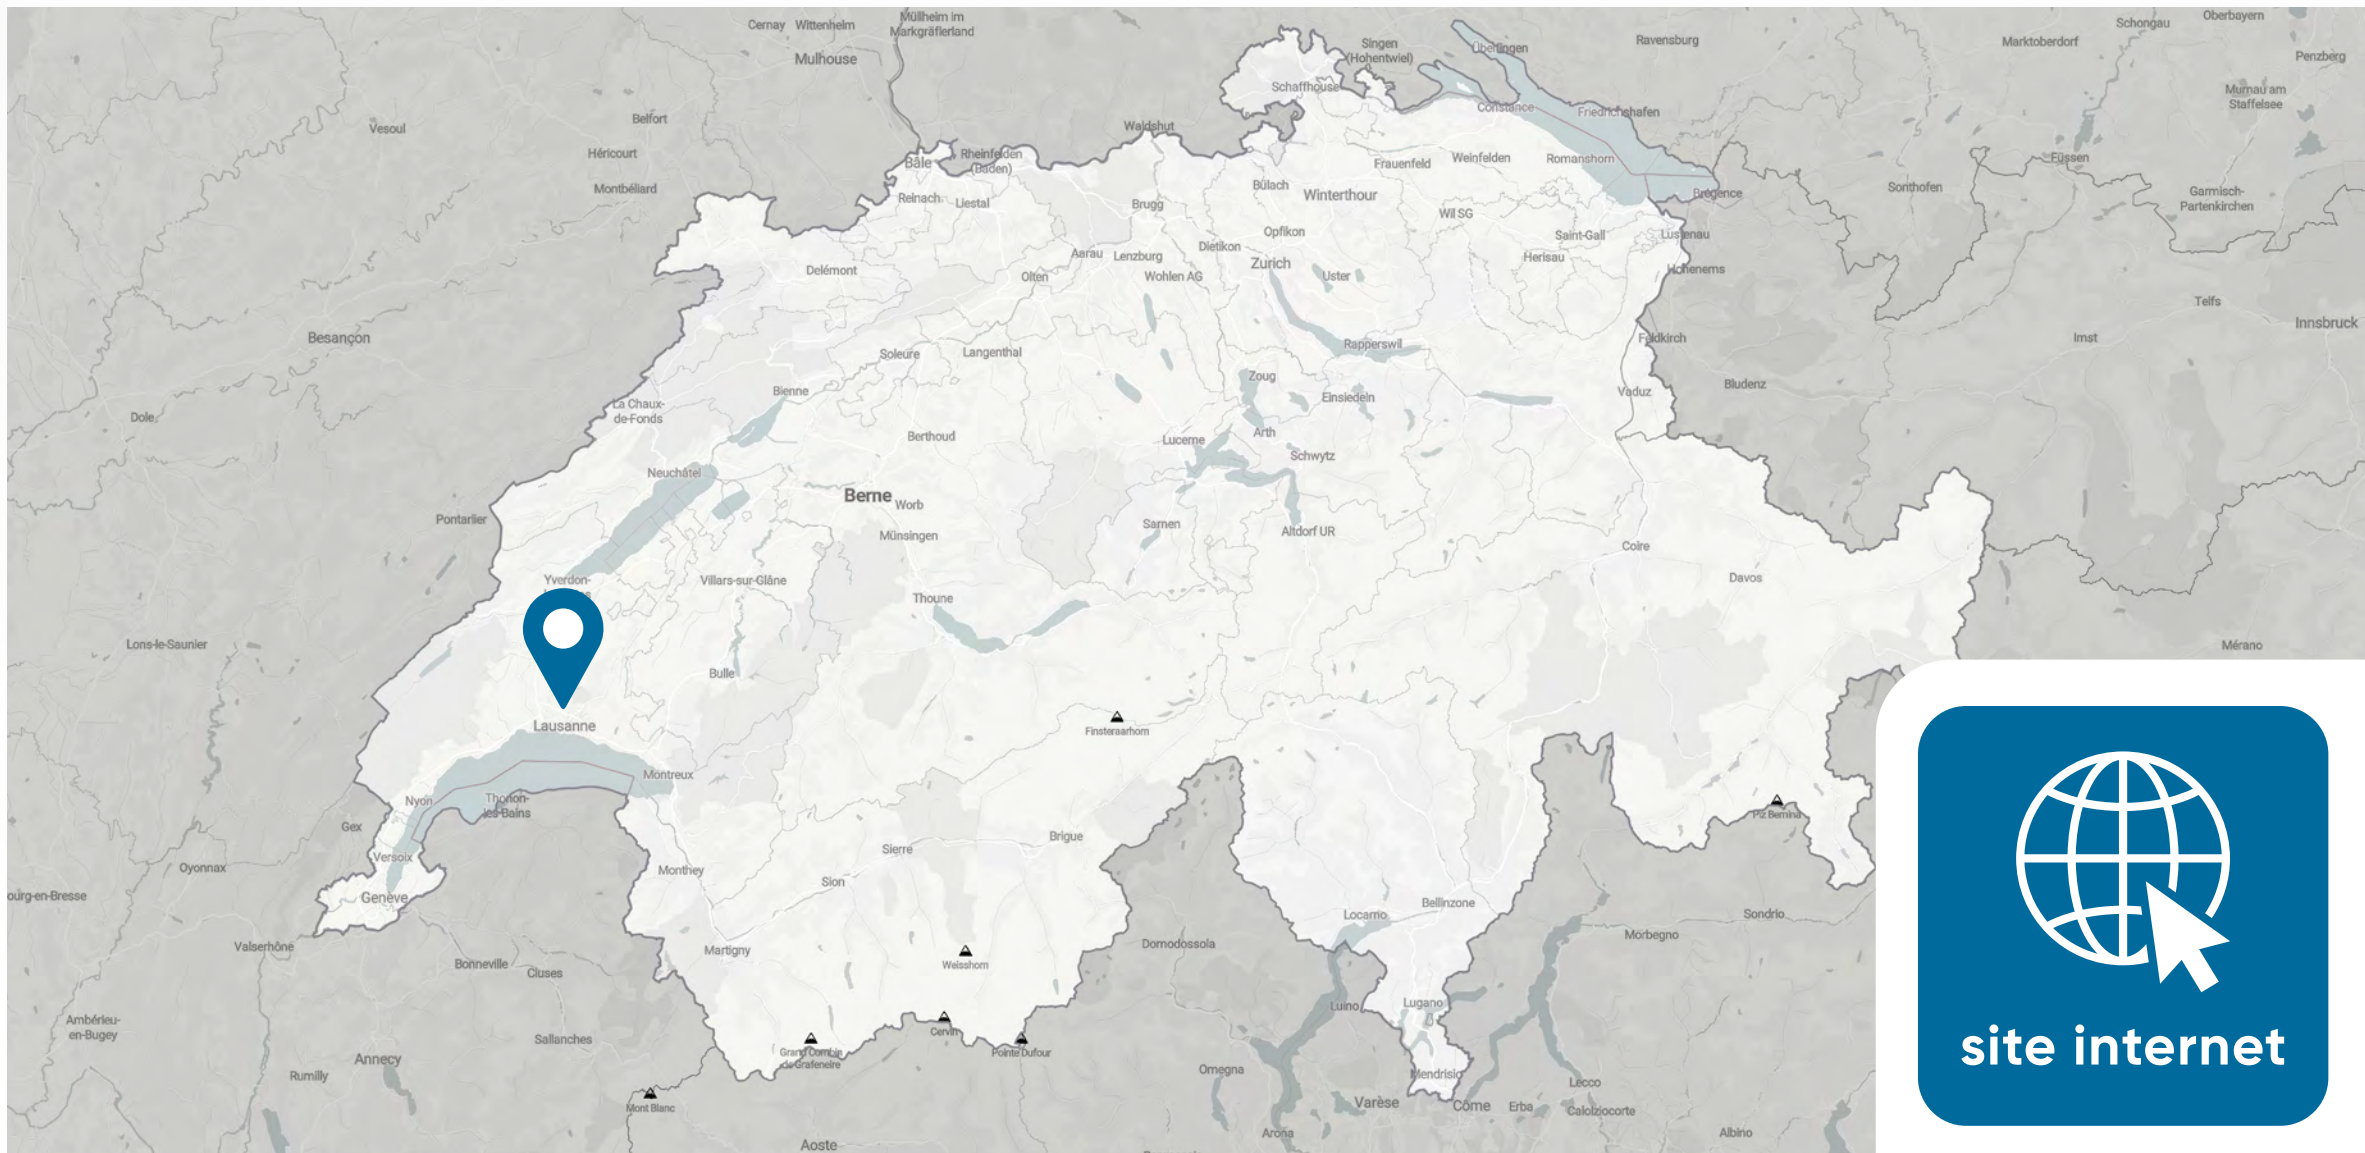 Cernay
Wittenheim
Müllheim im
Markgräflerland
Mulhouse
Singen
(Hohentwiel)
Überlingen
Ravensburg
Marktoberdorf
Schongau
Oberbayern
Penzberg
Murnau am
Staffelsee
Vesoul
Belfort
Schaffhouse
Constance
Friedrichshafen
Waldshut
Héricourt
Bâle
Rheinfelden
(Baden)
Frauenfeld
Weinfelden
Romanshorn
Füssen
Montbéliard
Reinach
Liestal
Brugg
Bülach
Winterthour
Bregence
Sonthofen
Garmisch-
Partenkirchen
Wil SG
Opfikon
Saint-Gall
Lustenau
Dietikon
Aarau
Lenzburg
Zurich
Herisau
Hohenems
Delémont
Olten
Wohlen AG
Uster
Telfs
Besançon
Soleure
Langenthal
Rapperswil
Feldkirch
Imst
Innsbruck
Zoug
Bludenz
Bienne
Einsiedeln
Vaduz
La Chaux-
de-Fonds
Dole
Berthoud
Lucerne
Arth
Schwytz
Neuchâtel
Berne
Worb
Pontarlier
Münsingen
Sarnen
Altdorf UR
Coire
Yverdon-
Villars-sur-Glâne
Davos
Thoune
Lons-le-Saunier
Mérano
Bulle
Lausanne
Finsteraarhorn
Montreux
Nyon
Thonon-
les-Bains
Piz Bernina
Gex
Brigue
Versoix
Sierre
Oyonnax
Monthey
Sion
ourg-en-Bresse
Genève
Bellinzone
Locarno
Sondrio
Valserhône
Martigny
Domodossola
Morbegno
Bonneville
Cluses
Weisshorn
Luino
Lugano
Ambérieu-
en-Bugey
Cervin
Sallanches
Grand Combin
de Grafeneire
Pointe Dufour
Annecy
Rumilly
Omegna
Mendrisio
Lecco
Mont Blanc
Varèse
Côme
Erba
Calolziocorte
Aoste
Arona
Albino
site internet